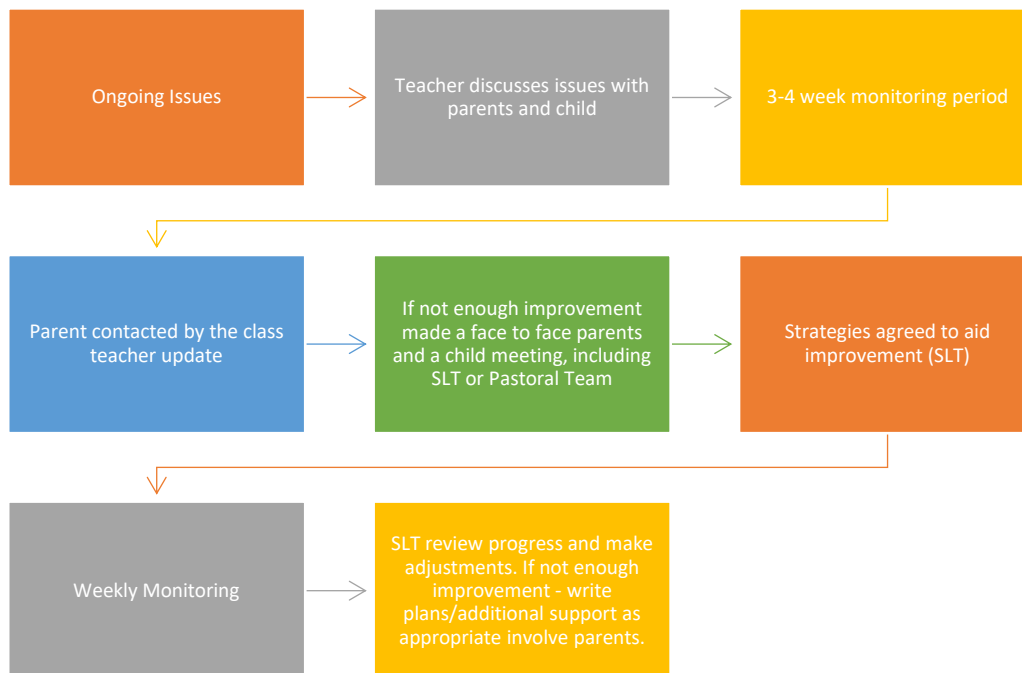 Ongoing Issues
Teacher discusses issues with
parents and child
3-4 week monitoring period
Parent contacted by the class
teacher update
If not enough improvement
made a face to face parents
and a child meeting, including
SLT or Pastoral Team
Strategies agreed to aid
improvement (SLT)
Weekly Monitoring
SLT review progress and make
adjustments. If not enough
improvement - write
plans/additional support as
appropriate involve parents.